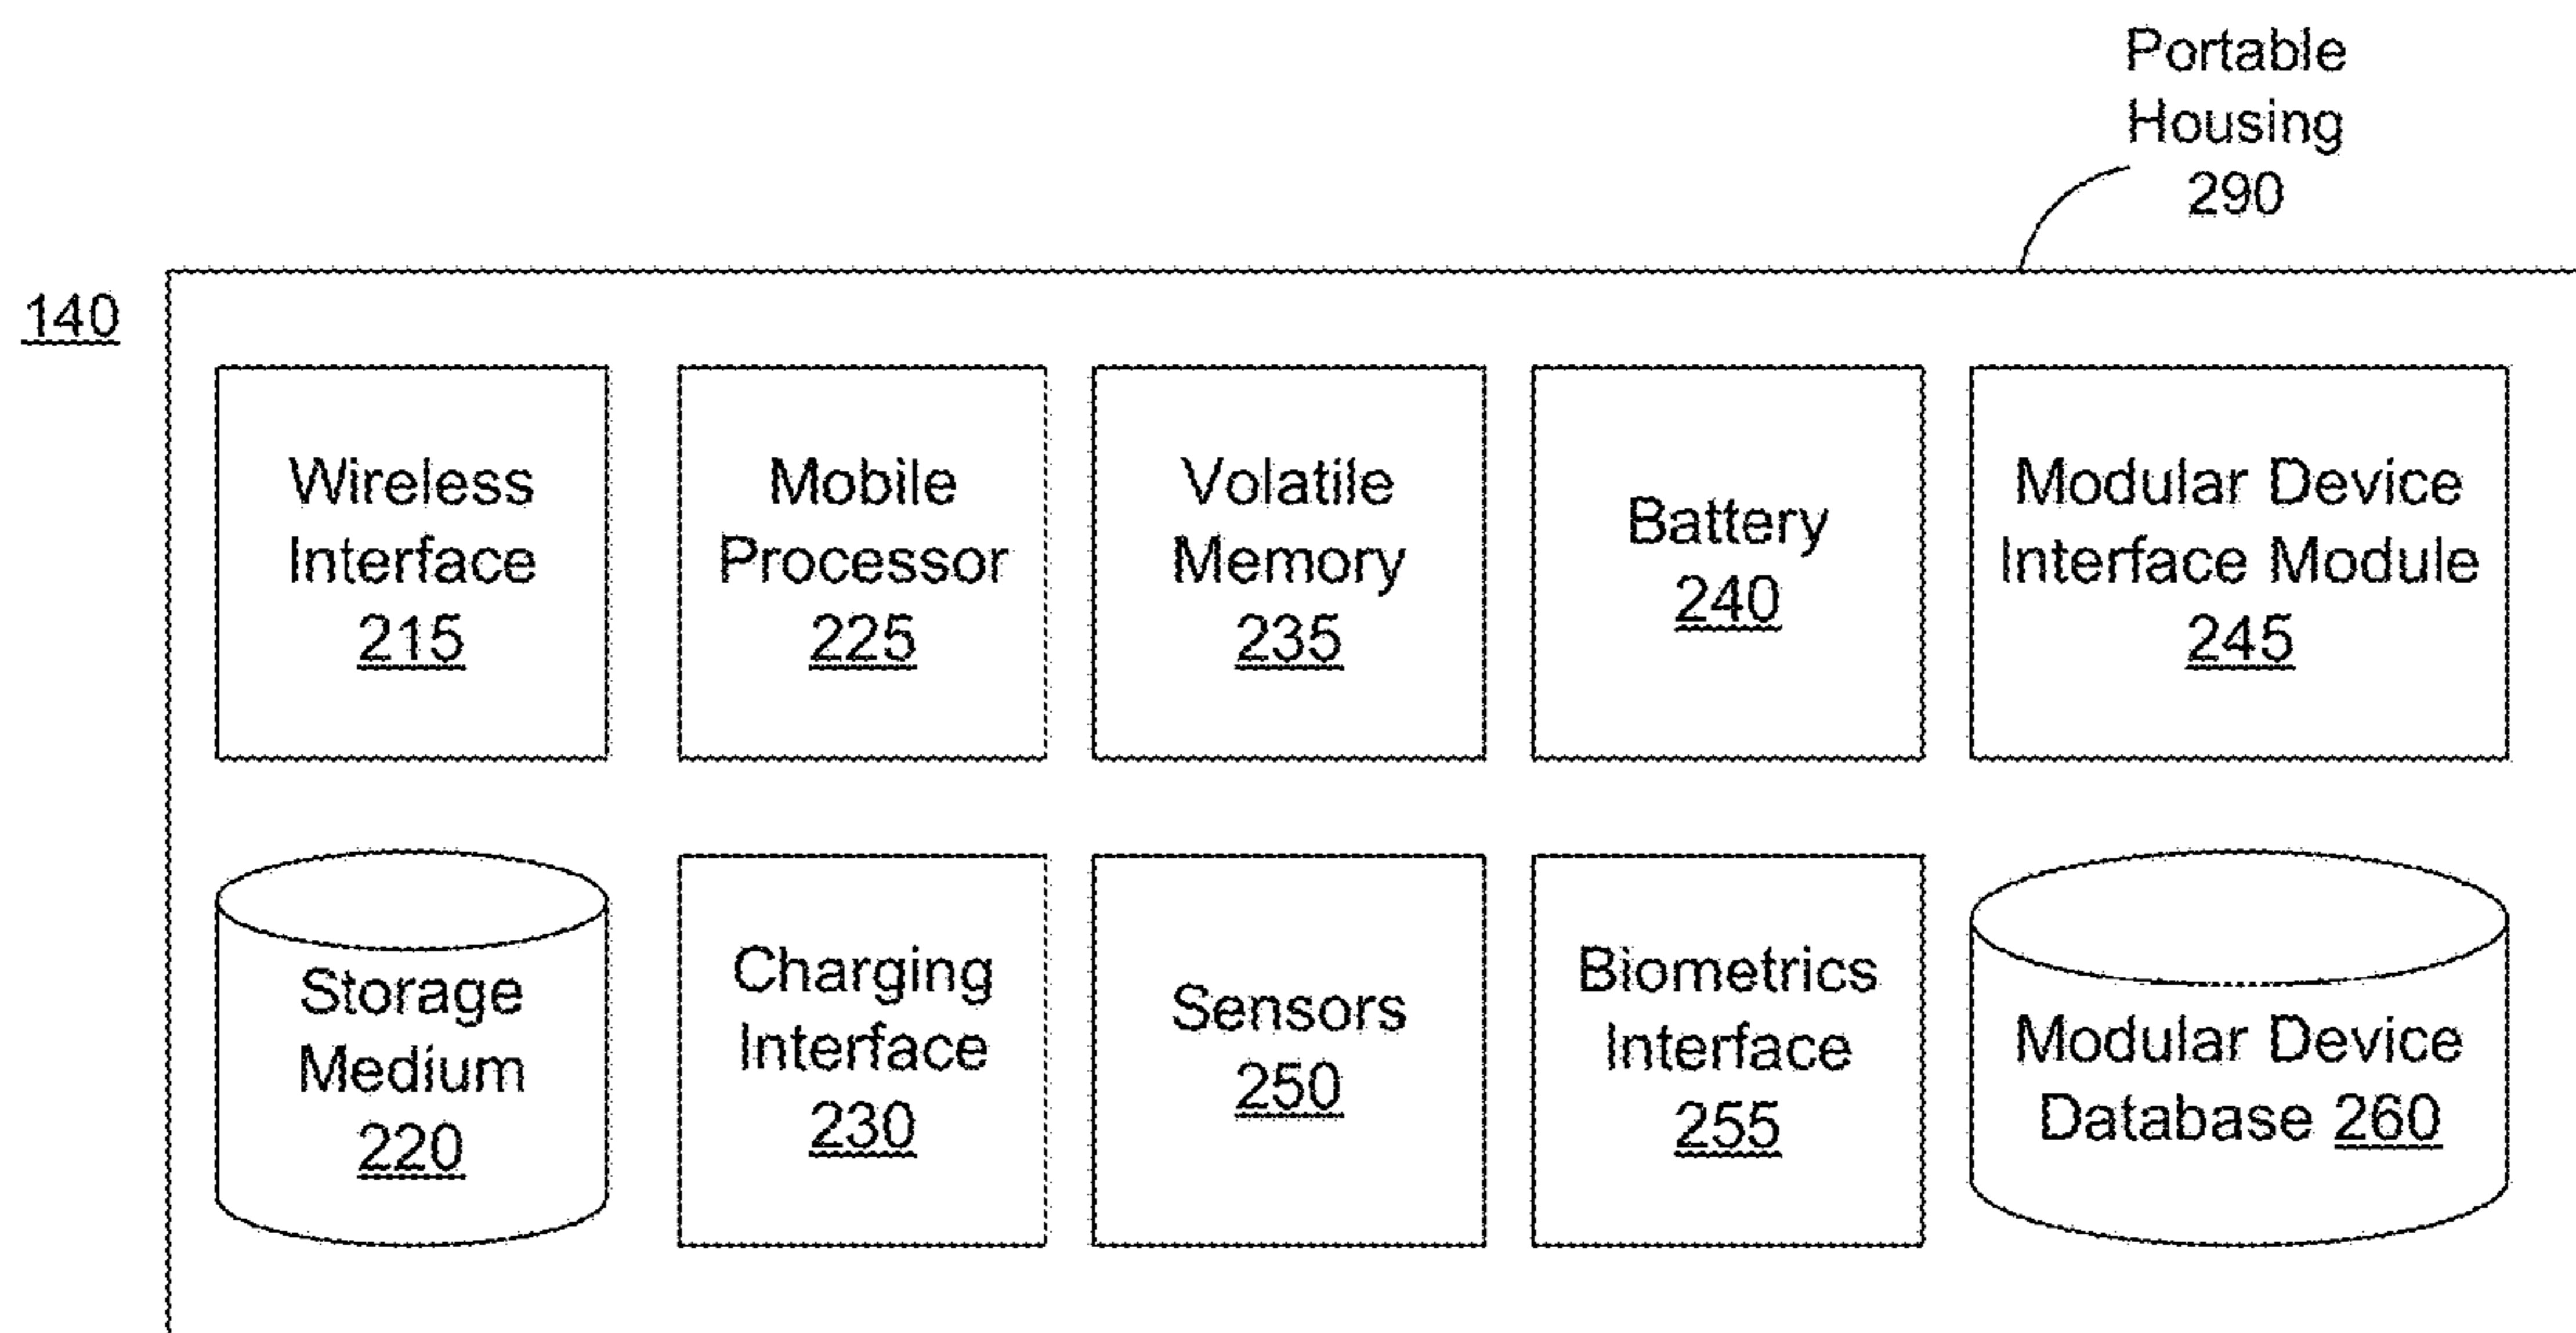 Portable
Housing
290
140
Wireless
Interface
215
Mobile
Processor
225
Volatile
Memory
235
Battery
240
Modular Device
Interface Module
245
Storage
Medium
220
Charging
Interface
230
Sensors
250
Biometrics
Interface
255
Modular Device
Database 260